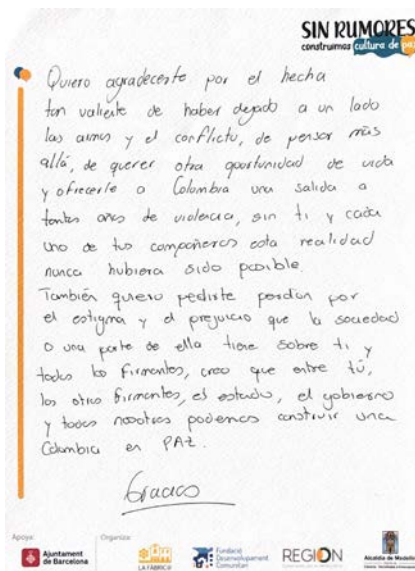 SIN RUMORES
construimos cultura de paz
Quiero agradecerte por el hecho
tan valiente de haber dejado a un lado
las armas y el conflicto, de pensar más
allá, de querer otra oportunidad de vida
y ofrecerle a Colombia una salida a
tantos años de violencia, sin ti y cada
uno de tus compañeros esta realidad
nunca hubiera sido posible.
También quiero pedirte perdón por
el estigma y el prejuicio que la sociedad
o una parte de ella tiene sobre ti y
todos los firmantes, creo que entre tú,
los otros firmantes, el estado, el gobierno
y todos nosotros podemos construir una
Colombia en PAZ.
Gracias
Apoya:
Organiza:
Ajuntament
de Barcelona
LA FÀBRICA
Fundació
Desenvolupament
Comunitari
REGIÓN
Alcaldía de Medellín